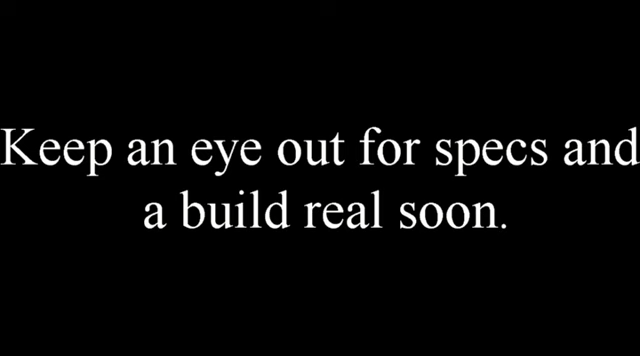 Keep an eye out for specs and
a build real soon.